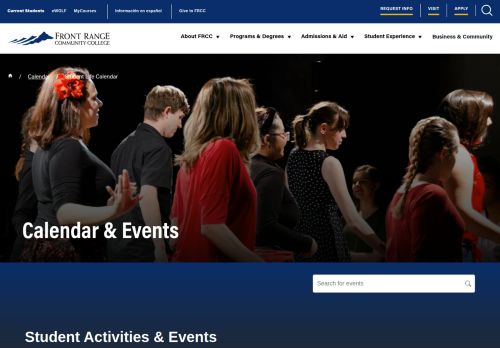 Current Students eWOLF MyCourses Información en español Give to FRCC REQUEST INFO VISIT APPLY
FRONT RANGE
COMMUNITY COLLEGE
About FRCC Programs & Degrees Admissions & Aid Student Experience Business & Community
/ Calendar / Student Life Calendar
Calendar & Events
Search for events
Student Activities & Events